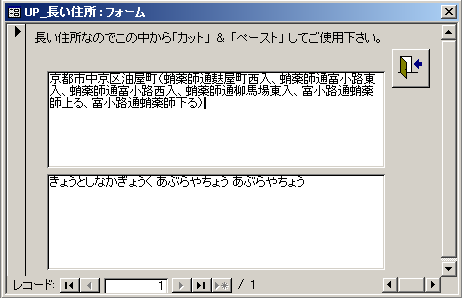 UP_長い住所 : フォーム
長い住所なのでこの中から「カット」 & 「ペースト」 してご使用下さい。
京都市中京区油屋町(蛸薬師通麩屋町西入、蛸薬師通富小路東
入、蛸薬師通富小路西入、蛸薬師通柳馬場東入、富小路通蛸薬
師上る、富小路通蛸薬師下る)
きょうとしなかぎょうく あぶらやちょう あぶらやちょう
レコード: 1 / 1